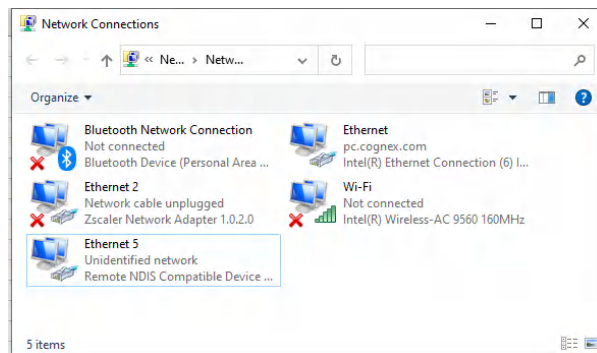 Network Connections
« Ne... › Netw...
Organize
Bluetooth Network Connection
Not connected
Bluetooth Device (Personal Area ...
Ethernet
pc.cognex.com
Intel(R) Ethernet Connection (6) I...
Ethernet 2
Network cable unplugged
Zscaler Network Adapter 1.0.2.0
Wi-Fi
Not connected
Intel(R) Wireless-AC 9560 160MHz
Ethernet 5
Unidentified network
Remote NDIS Compatible Device ...
5 items